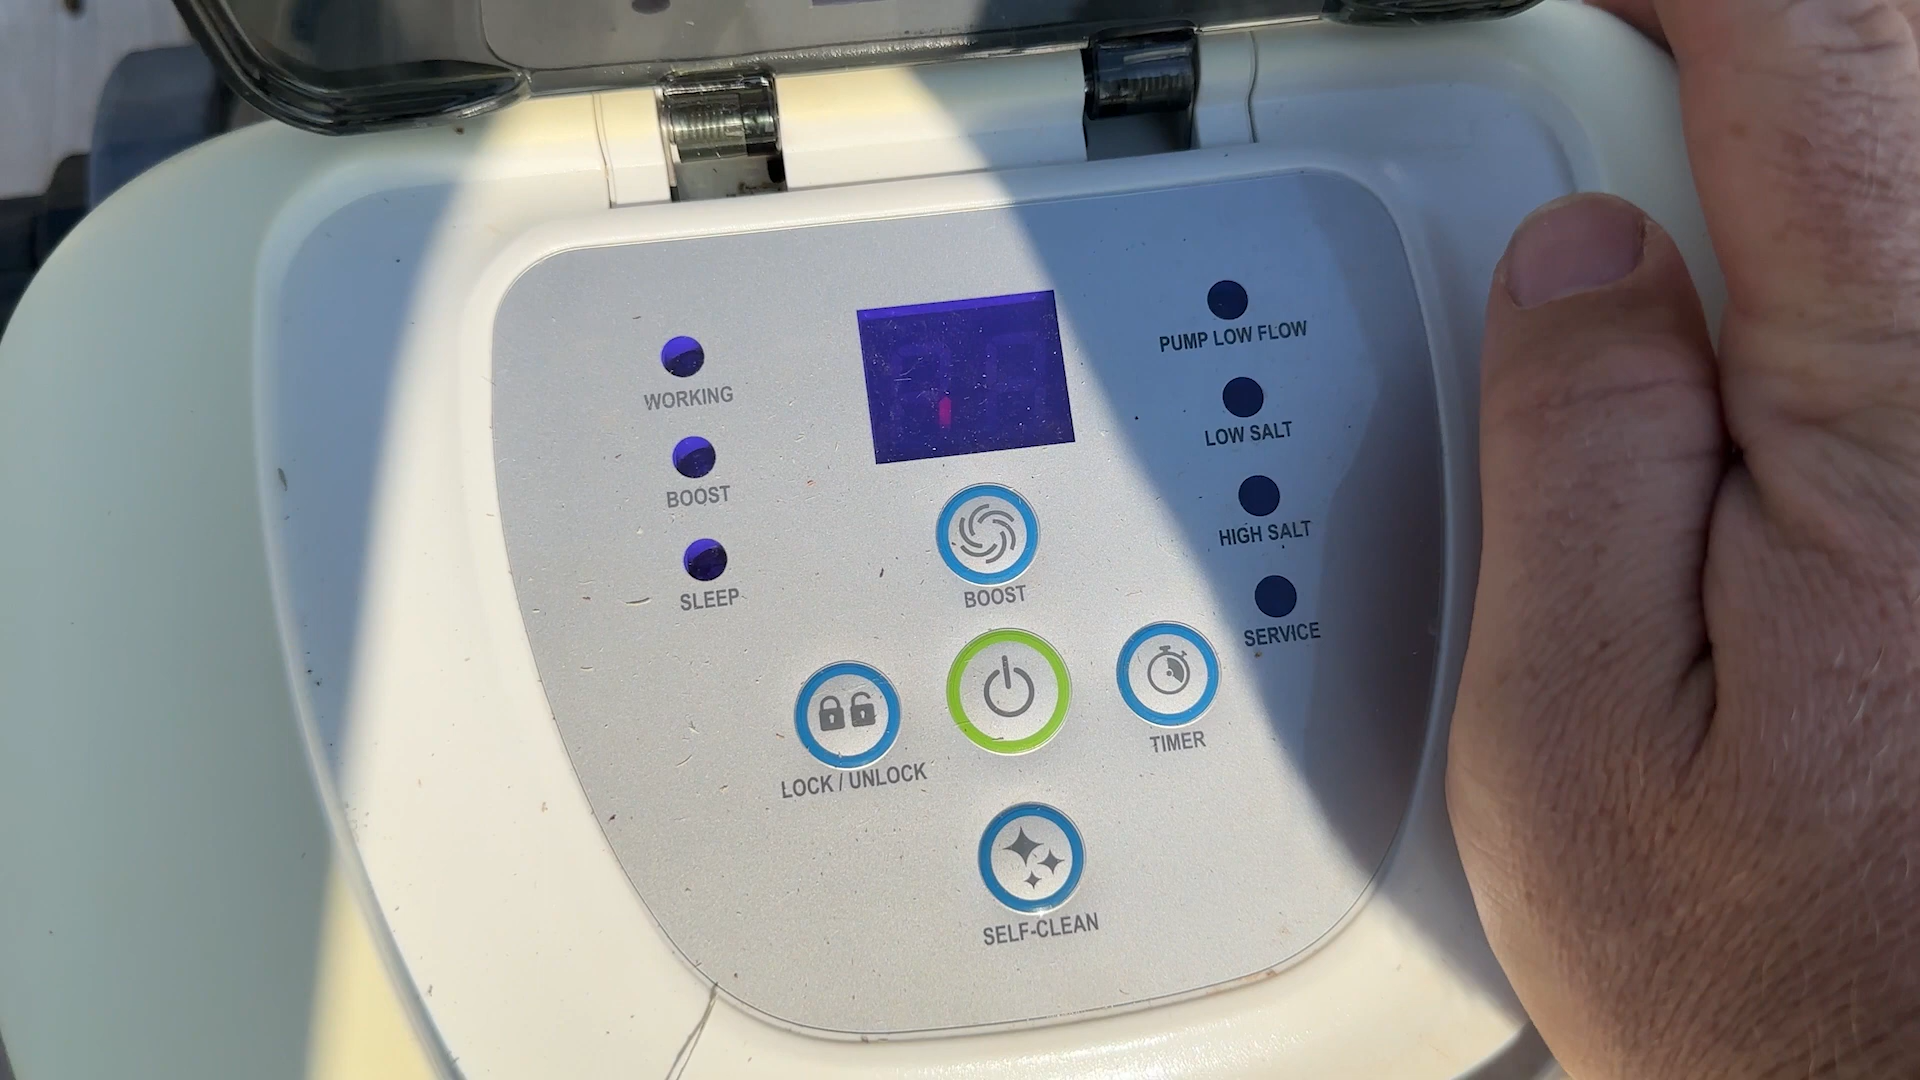 WORKING
BOOST
SLEEP
PUMP LOW FLOW
LOW SALT
HIGH SALT
SERVICE
BOOST
LOCK / UNLOCK
TIMER
SELF-CLEAN